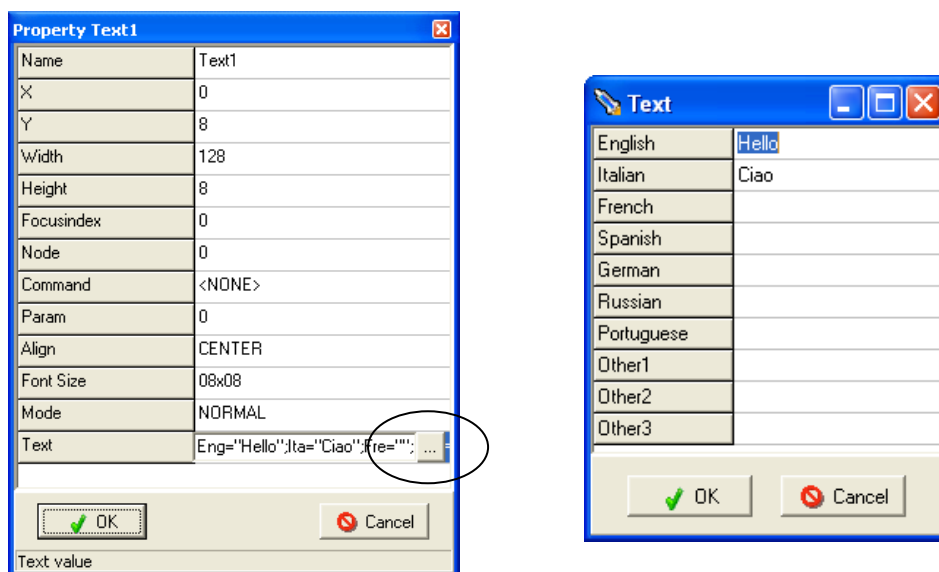 Property Text1
Name Text1
X 0
Y 8
Width 128
Height 8
Focusindex 0
Node 0
Command <NONE>
Param 0
Align CENTER
Font Size 08x08
Mode NORMAL
Text Eng="Hello";Ita="Ciao";Fre=""; ...
OK Cancel
Text value
Text
English Hello
Italian Ciao
French
Spanish
German
Russian
Portuguese
Other1
Other2
Other3
OK Cancel